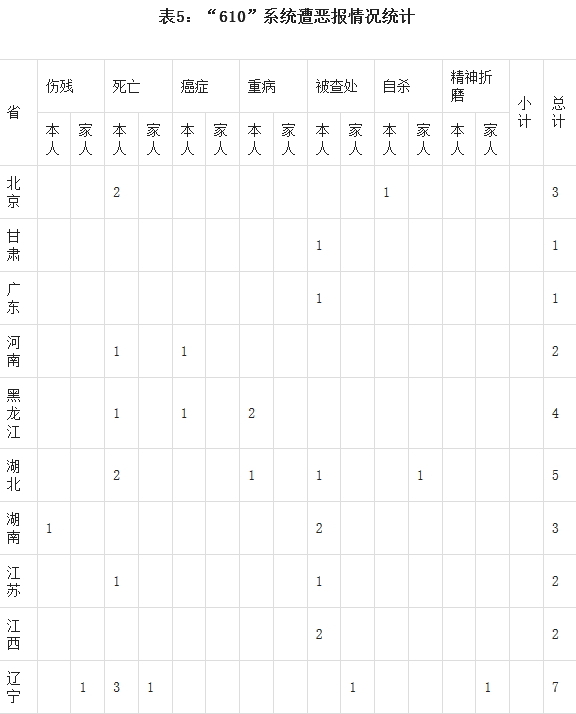 表5：“610”系统遭恶报情况统计
省 伤残 死亡 癌症 重病 被查处 自杀 精神折磨 小计 总计
本人 家人 本人 家人 本人 家人 本人 家人 本人 家人 本人 家人 本人 家人
北京 2 1 3
甘肃 1 1
广东 1 1
河南 1 1 2
黑龙江 1 1 2 4
湖北 2 1 1 1 5
湖南 1 2 3
江苏 1 1 2
江西 2 2
辽宁 1 3 1 1 1 7